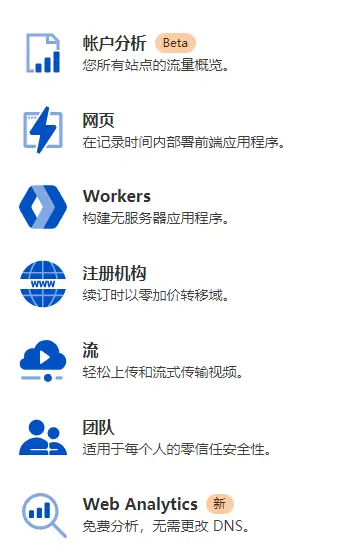 帐户分析 Beta
您所有站点的流量概览。
网页
在记录时间内部署前端应用程序。
Workers
构建无服务器应用程序。
WWW
注册机构
续订时以零加价转移域。
流
轻松上传和流式传输视频。
团队
适用于每个人的零信任安全性。
Web Analytics 新
免费分析，无需更改 DNS。